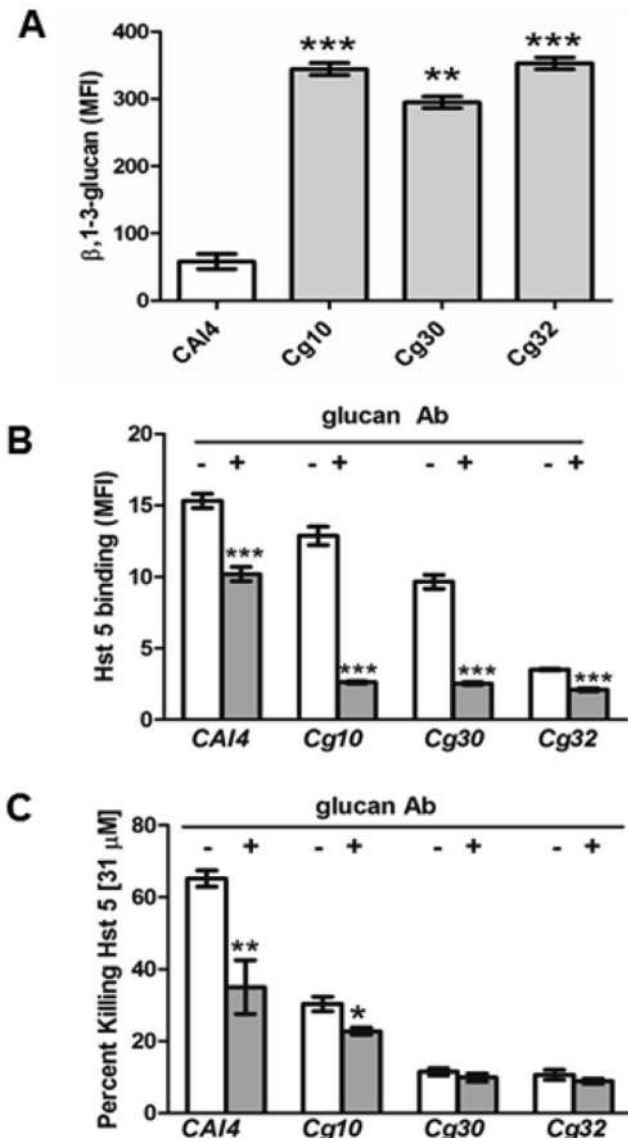 A
β,1-3-glucan (MFI)
400
300
200
100
0
***
**
***
CAI4
Cg10
Cg30
Cg32
B
glucan Ab
- + - + - + - +
Hst 5 binding (MFI)
20
15
10
5
0
***
***
***
***
CAI4 Cg10 Cg30 Cg32
C
glucan Ab
- + - + - + - +
Percent Killing Hst 5 [31 μM]
80
60
40
20
0
**
*
CAI4 Cg10 Cg30 Cg32